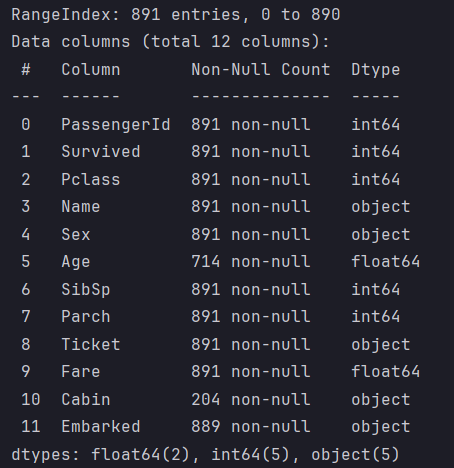 RangeIndex: 891 entries, 0 to 890
Data columns (total 12 columns):
 #   Column       Non-Null Count  Dtype
---  ------       --------------  -----
 0   PassengerId  891 non-null    int64
 1   Survived     891 non-null    int64
 2   Pclass       891 non-null    int64
 3   Name         891 non-null    object
 4   Sex          891 non-null    object
 5   Age          714 non-null    float64
 6   SibSp        891 non-null    int64
 7   Parch        891 non-null    int64
 8   Ticket       891 non-null    object
 9   Fare         891 non-null    float64
 10  Cabin        204 non-null    object
 11  Embarked     889 non-null    object
dtypes: float64(2), int64(5), object(5)